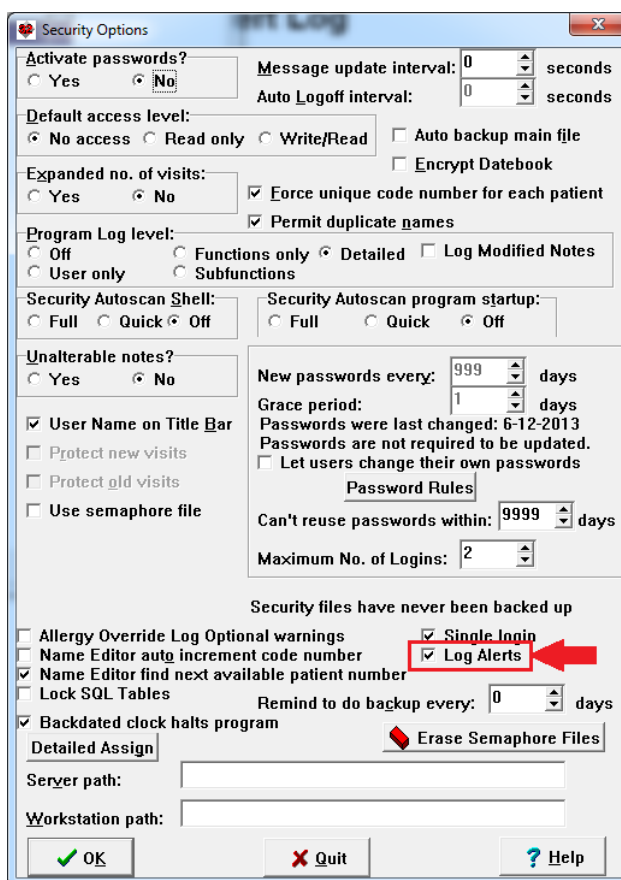 ert Log
Security Options
Activate passwords?
Yes No
Message update interval: 0 seconds
Auto Logoff interval: 0 seconds
Default access level:
No access Read only Write/Read
Auto backup main file
Encrypt Datebook
Expanded no. of visits:
Yes No
Force unique code number for each patient
Permit duplicate names
Program Log level:
Off Functions only Detailed Log Modified Notes
User only Subfunctions
Security Autoscan Shell:
Full Quick Off
Security Autoscan program startup:
Full Quick Off
Unalterable notes?
Yes No
New passwords every: 999 days
Grace period: 1 days
Passwords were last changed: 6-12-2013
Passwords are not required to be updated.
Let users change their own passwords
Password Rules
Can't reuse passwords within: 9999 days
Maximum No. of Logins: 2
User Name on Title Bar
Protect new visits
Protect old visits
Use semaphore file
Security files have never been backed up
Allergy Override Log Optional warnings
Single login
Name Editor auto increment code number
Log Alerts
Name Editor find next available patient number
Lock SQL Tables
Remind to do backup every: 0 days
Backdated clock halts program
Detailed Assign
Erase Semaphore Files
Server path:
Workstation path:
OK Quit Help